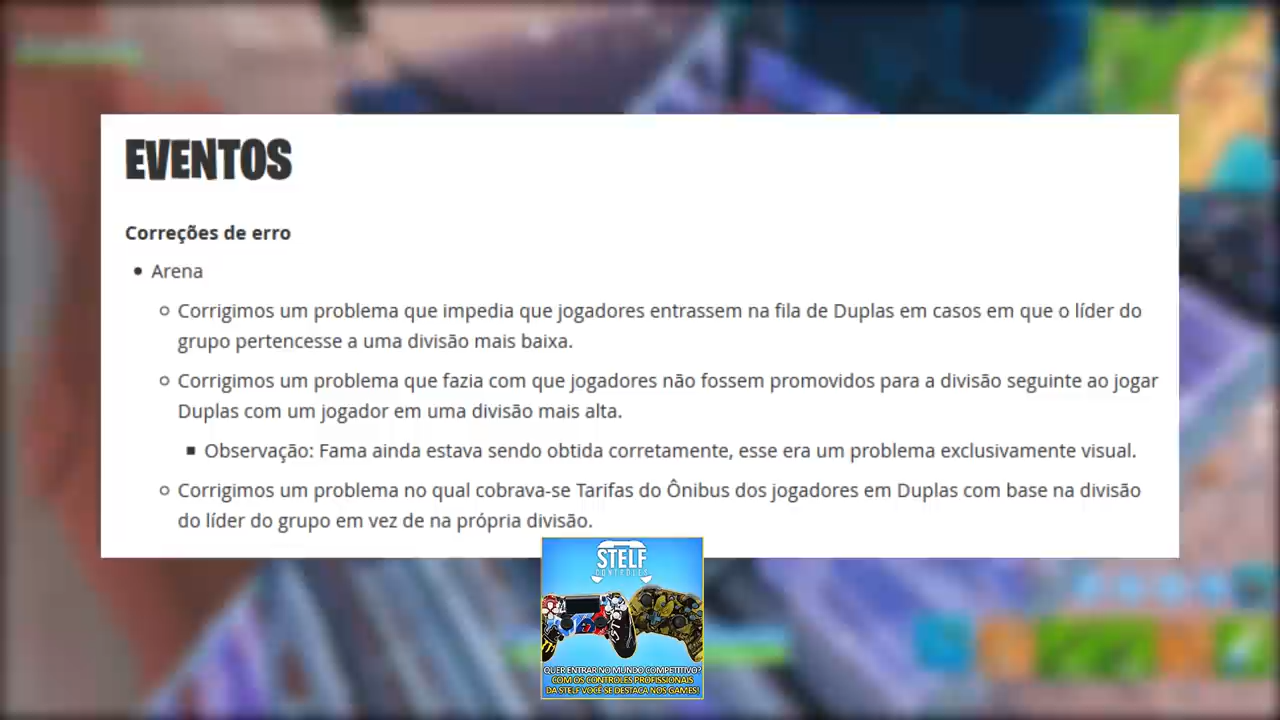 EVENTOS
Correções de erro
Arena
Corrigimos um problema que impedia que jogadores entrassem na fila de Duplas em casos em que o líder do
grupo pertencesse a uma divisão mais baixa.
Corrigimos um problema que fazia com que jogadores não fossem promovidos para a divisão seguinte ao jogar
Duplas com um jogador em uma divisão mais alta.
Observação: Fama ainda estava sendo obtida corretamente, esse era um problema exclusivamente visual.
Corrigimos um problema no qual cobrava-se Tarifas do Ônibus dos jogadores em Duplas com base na divisão
do líder do grupo em vez de na própria divisão.
STELF
CONTROLES
QUER ENTRAR NO MUNDO COMPETITIVO?
COM OS CONTROLES PROFISSIONAIS
DA STELF VOCÊ SE DESTACA NOS GAMES!